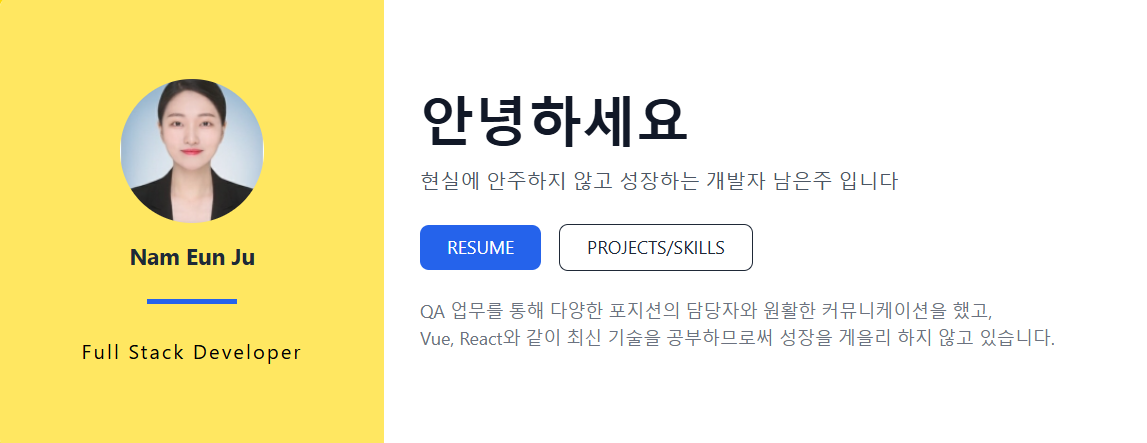 Nam Eun Ju
Full Stack Developer
안녕하세요
현실에 안주하지 않고 성장하는 개발자 남은주 입니다
RESUME
PROJECTS/SKILLS
QA 업무를 통해 다양한 포지션의 담당자와 원활한 커뮤니케이션을 했고,
Vue, React와 같이 최신 기술을 공부하므로써 성장을 게을리 하지 않고 있습니다.